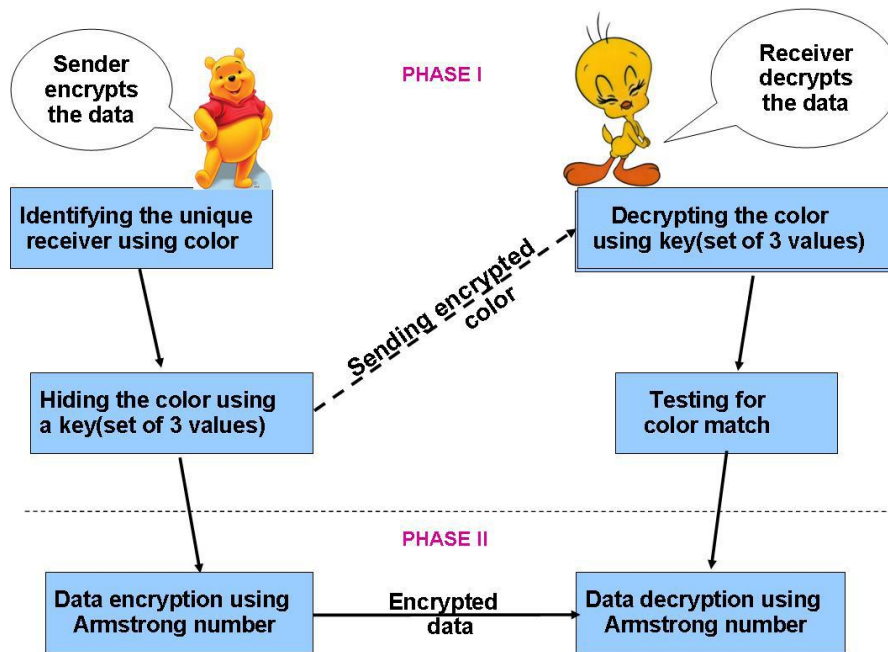 Sender
encrypts
the data
PHASE I
Receiver
decrypts
the data
Identifying the unique
receiver using color
Decrypting the color
using key(set of 3 values)
Sending encrypted
color
Hiding the color using
a key(set of 3 values)
Testing for
color match
PHASE II
Data encryption using
Armstrong number
Encrypted
data
Data decryption using
Armstrong number